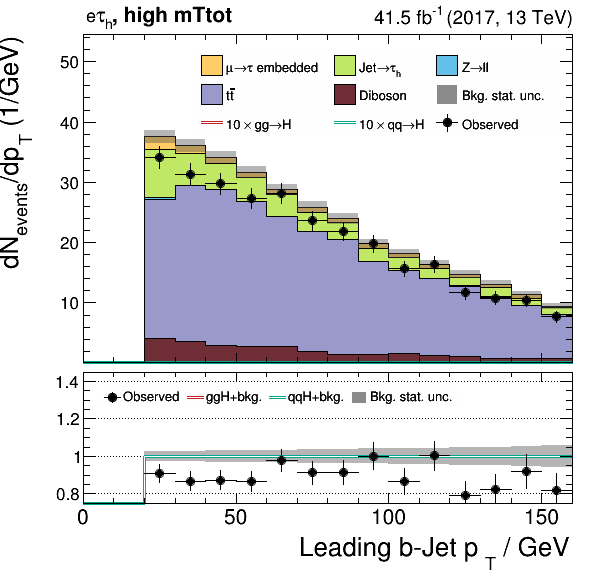 eτh, high mTtot 41.5 fb⁻¹ (2017, 13 TeV)
dNevents/dpT (1/GeV)
50
40
30
20
10
μ→τ embedded Jet→τh Z→ll
tt̄ Diboson Bkg. stat. unc.
10 × gg→H 10 × qq→H Observed
1.4
1.2
1
0.8
Observed ggH+bkg. qqH+bkg. Bkg. stat. unc.
0 50 100 150
Leading b-Jet pT / GeV